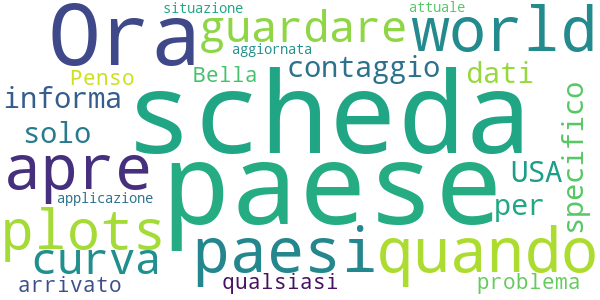 situazione
attuale
Ora
guardare
world
aggiornata
Penso
Bella
contaggio
dati
informa
scheda
specifico
solo
apre
paese
USA
applicazione
per
plots
paesi
quando
curva
arrivato
qualsiasi
problema